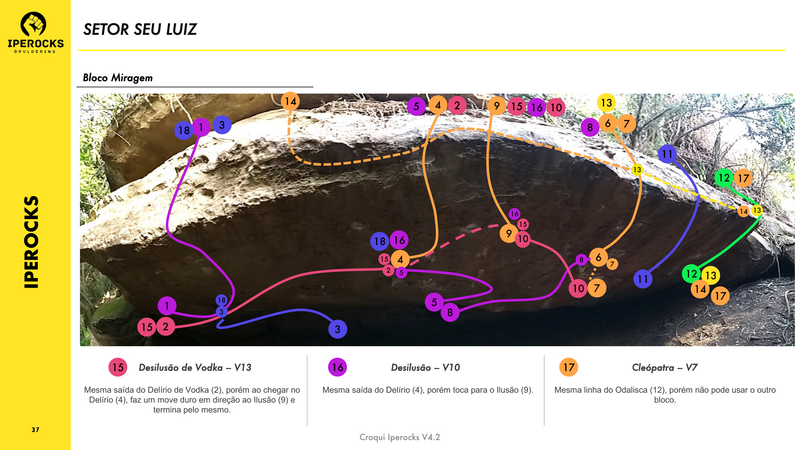 IPEROCKS
BOULDERING
SETOR SEU LUIZ
Bloco Miragem
14
5 4 2
9 15 16 10
13
18 1 3
8 6 7
11
13
12 17
14 13
16
15
9 10
18 16
15 4
2 5
8 6 7
11
12 13
14 17
10 7
1
18
3
5
8
15 2
3
15 Desilusão de Vodka – V13
Mesma saída do Delírio de Vodka (2), porém ao chegar no
Delírio (4), faz um move duro em direção ao Ilusão (9) e
termina pelo mesmo.
16 Desilusão – V10
Mesma saída do Delírio (4), porém toca para o Ilusão (9).
17 Cleópatra – V7
Mesma linha do Odalisca (12), porém não pode usar o outro
bloco.
IPEROCKS
37
Croqui Iperocks V4.2